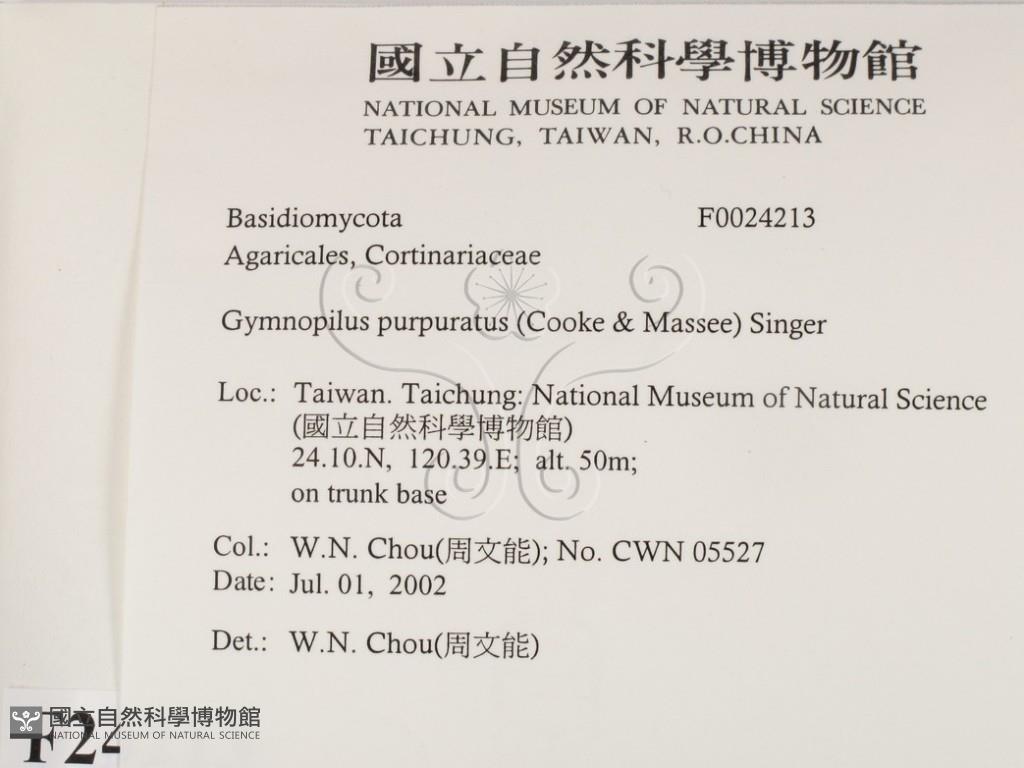 國立自然科學博物館
NATIONAL MUSEUM OF NATURAL SCIENCE
TAICHUNG, TAIWAN, R.O.CHINA
Basidiomycota F0024213
Agaricales, Cortinariaceae
Gymnopilus purpuratus (Cooke & Massee) Singer
Loc.: Taiwan. Taichung: National Museum of Natural Science
(國立自然科學博物館)
24.10.N, 120.39.E; alt. 50m;
on trunk base
Col.: W.N. Chou(周文能); No. CWN 05527
Date: Jul. 01, 2002
Det.: W.N. Chou(周文能)
國立自然科學博物館
NATIONAL MUSEUM OF NATURAL SCIENCE